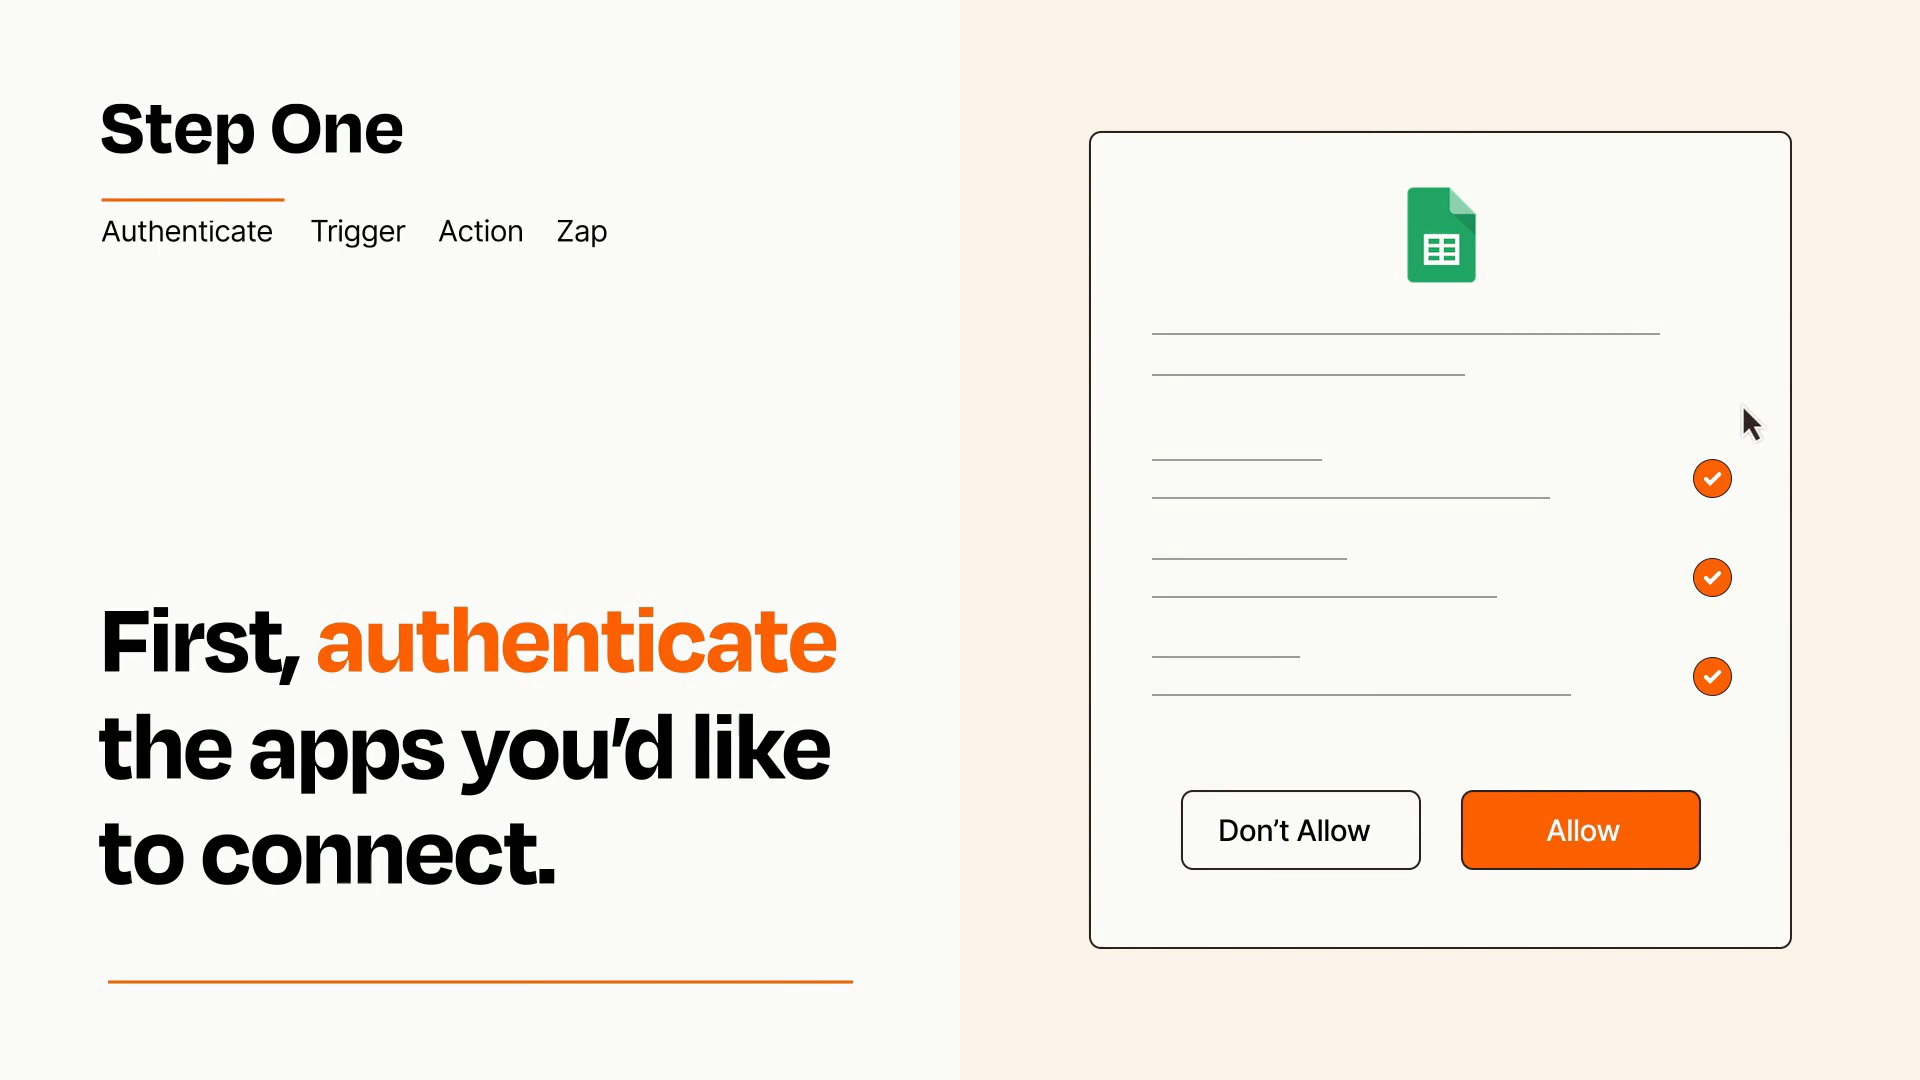 Step One
Authenticate Trigger Action Zap
First, authenticate
the apps you’d like
to connect.
Don’t Allow
Allow